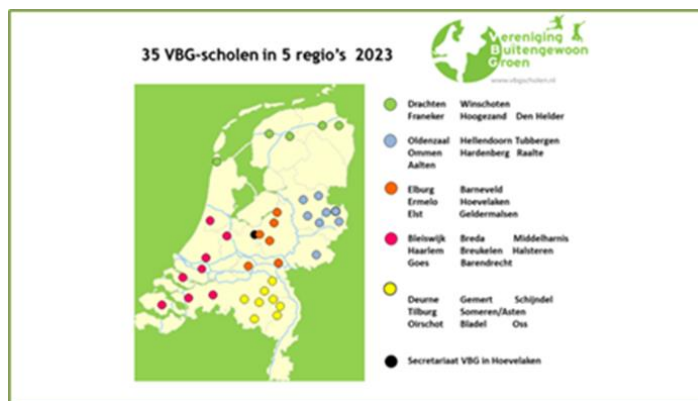 35 VBG-scholen in 5 regio's 2023
Vereniging
Buitengewoon
Groen
www.vbgscholen.nl
Drachten Winschoten
Franeker Hoogezand Den Helder
Oldenzaal Hellendoorn Tubbergen
Ommen Hardenberg Raalte
Aalten
Elburg Barneveld
Ermelo Hoevelaken
Elst Geldermalsen
Bleiswijk Breda Middelharnis
Haarlem Breukelen Halsteren
Goes Barendrecht
Deurne Gemert Schijndel
Tilburg Someren/Asten
Oirschot Bladel Oss
Secretariaat VBG in Hoevelaken